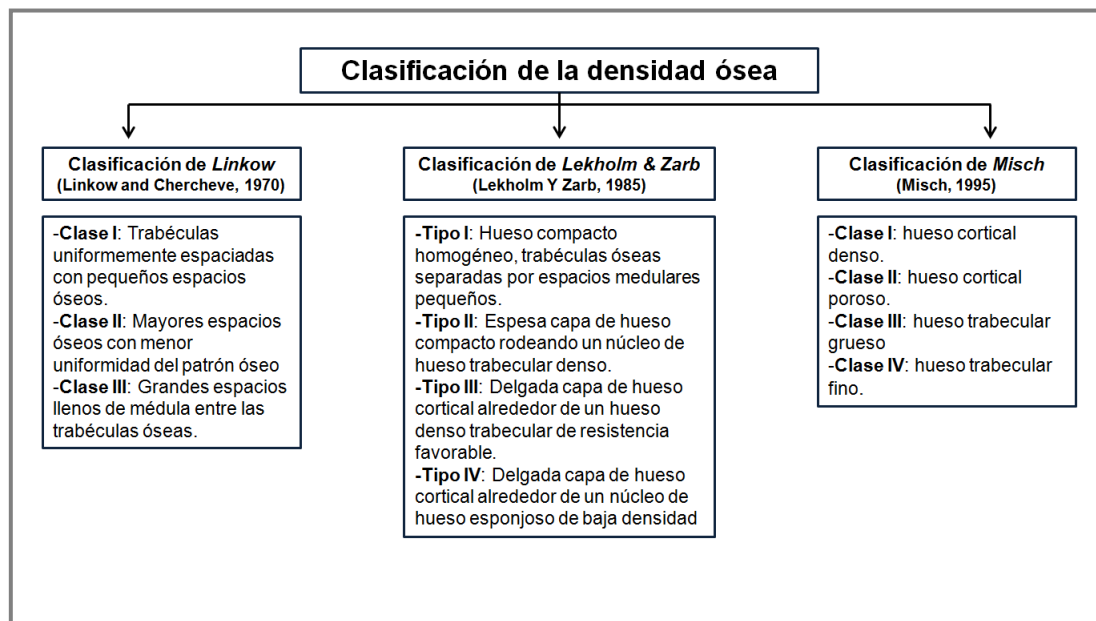 Clasificación de la densidad ósea
Clasificación de Linkow
(Linkow and Chercheve, 1970)
-Clase I: Trabéculas
uniformemente espaciadas
con pequeños espacios
óseos.
-Clase II: Mayores espacios
óseos con menor
uniformidad del patrón óseo
-Clase III: Grandes espacios
llenos de médula entre las
trabéculas óseas.
Clasificación de Lekholm & Zarb
(Lekholm Y Zarb, 1985)
-Tipo I: Hueso compacto
homogéneo, trabéculas óseas
separadas por espacios medulares
pequeños.
-Tipo II: Espesa capa de hueso
compacto rodeando un núcleo de
hueso trabecular denso.
-Tipo III: Delgada capa de hueso
cortical alrédedor de un hueso
denso trabecular de resistencia
favorable.
-Tipo IV: Delgada capa de hueso
cortical alrédedor de un núcleo de
hueso esponjoso de baja densidad
Clasificación de Misch
(Misch, 1995)
-Clase I: hueso cortical
denso.
-Clase II: hueso cortical
poroso.
-Clase III: hueso trabecular
grueso
-Clase IV: hueso trabecular
fino.